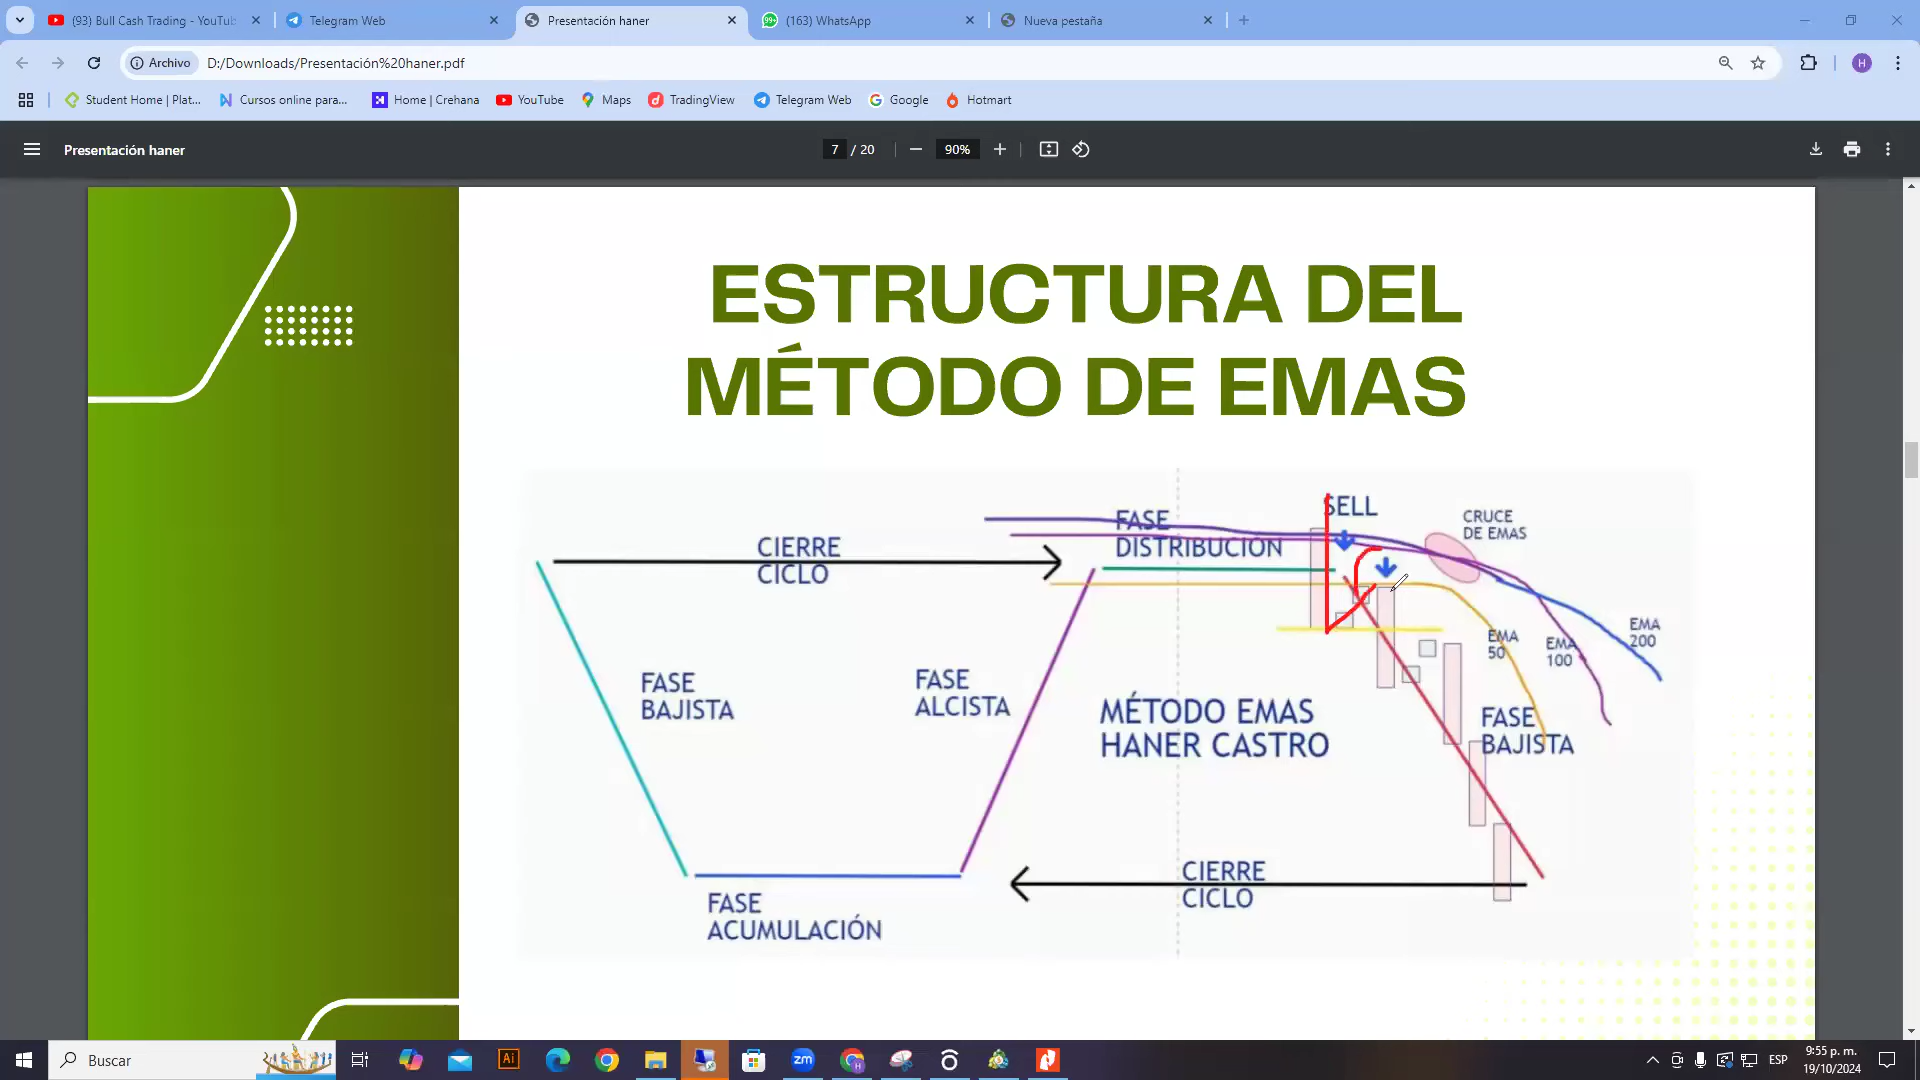 (93) Bull Cash Trading - YouTub
Telegram Web
Presentación haner
(163) WhatsApp
Nueva pestaña
Archivo
D:/Downloads/Presentación%20haner.pdf
H
Student Home | Plat...
Cursos online para...
Home | Crehana
YouTube
Maps
TradingView
Telegram Web
Google
Hotmart
Presentación haner
7 / 20
90%
ESTRUCTURA DEL
MÉTODO DE EMAS
CIERRE
CICLO
FASE
DISTRIBUCION
SELL
CRUCE
DE EMAS
FASE
BAJISTA
FASE
ALCISTA
MÉTODO EMAS
HANER CASTRO
EMA
50
EMA
100
EMA
200
FASE
BAJISTA
CIERRE
CICLO
FASE
ACUMULACIÓN
Buscar
Ai
zm
ESP
9:55 p. m.
19/10/2024